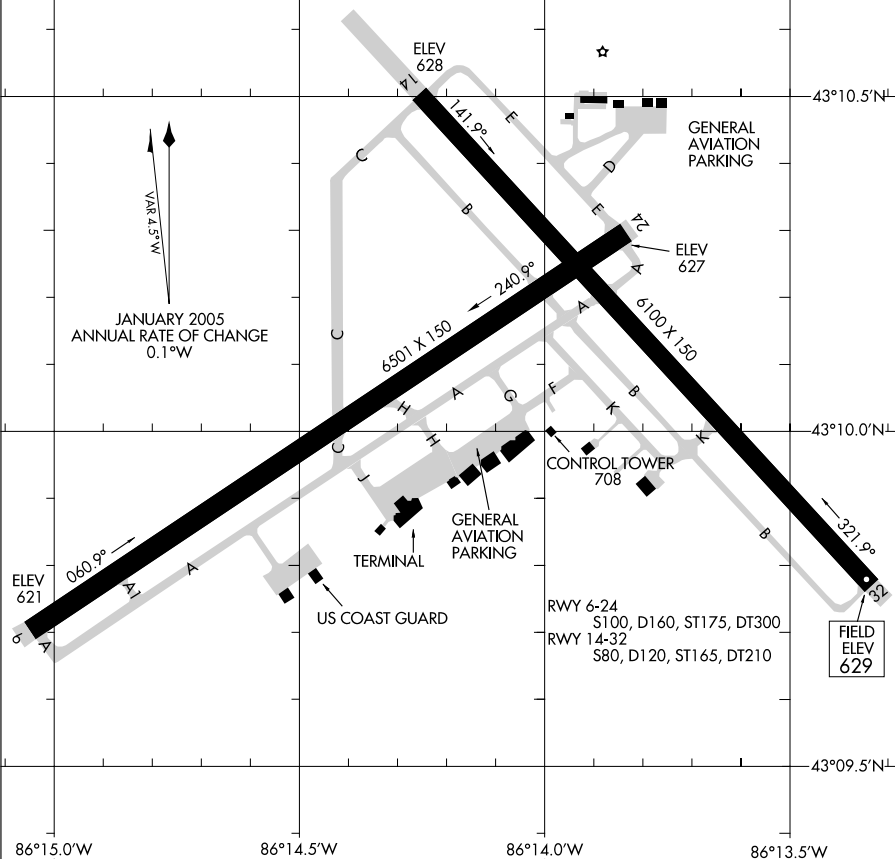 ELEV
628
14
141.9°
E
43°10.5'N
GENERAL
AVIATION
PARKING
C
D
VAR 4.5°W
B
E
24
ELEV
627
A
240.9°
A
JANUARY 2005
ANNUAL RATE OF CHANGE
0.1°W
C
6501 X 150
6100 X 150
H
A
G
F
B
K
H
K
43°10.0'N
C
J
CONTROL TOWER
708
GENERAL
AVIATION
PARKING
TERMINAL
B
321.9°
060.9°
A
A1
ELEV
621
US COAST GUARD
32
RWY 6-24
S100, D160, ST175, DT300
RWY 14-32
S80, D120, ST165, DT210
6
A
FIELD
ELEV
629
43°09.5'N
86°15.0'W
86°14.5'W
86°14.0'W
86°13.5'W